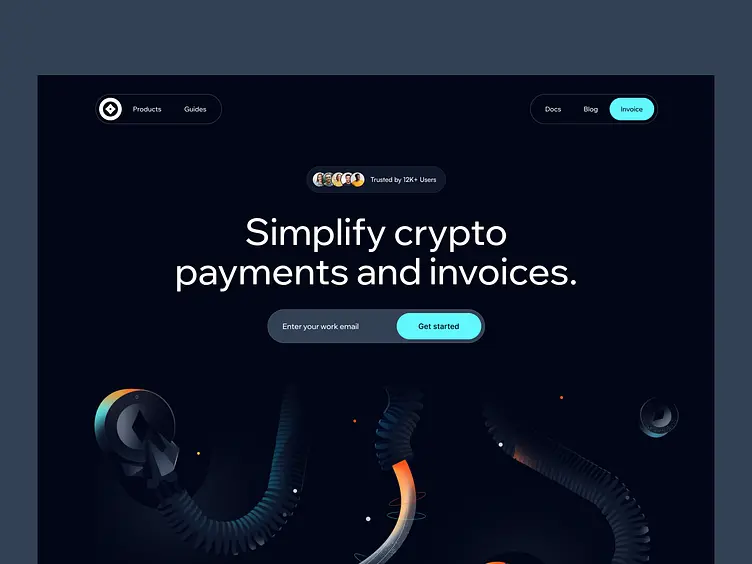 Products
Guides
Docs
Blog
Invoice
Trusted by 12K+ Users
Simplify crypto
payments and invoices.
Enter your work email
Get started